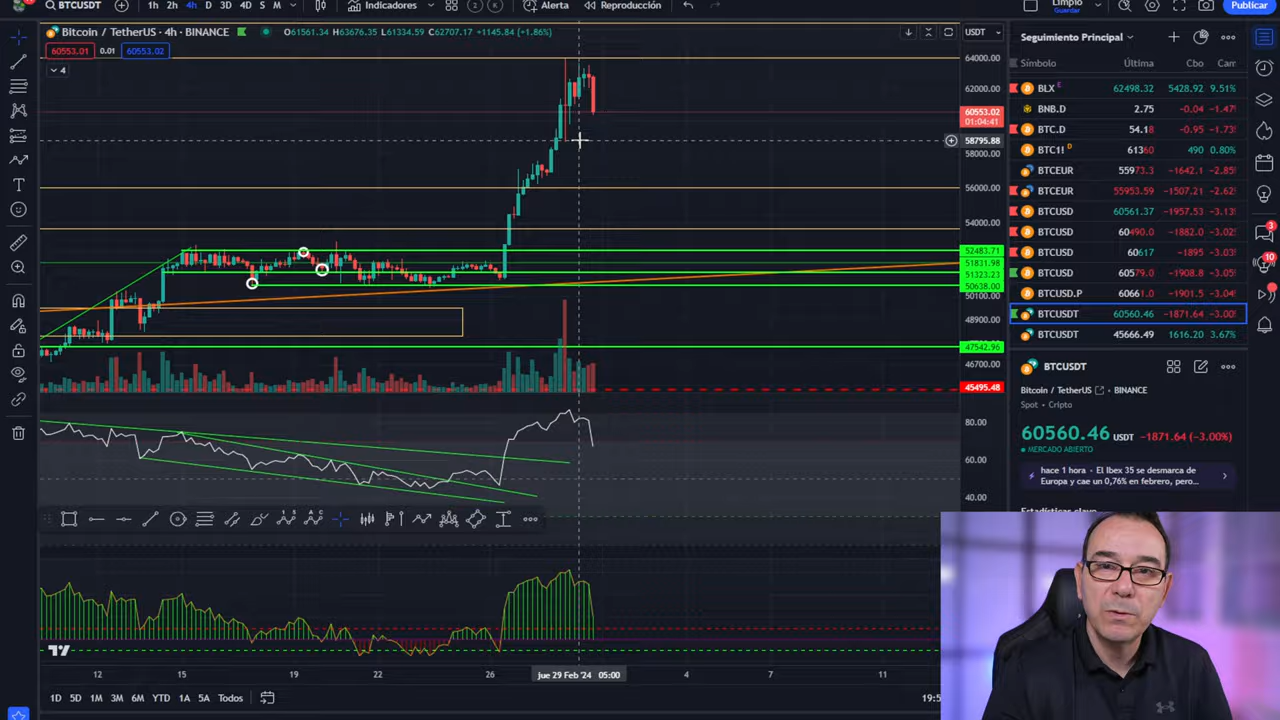 BTCUSDT
1h 2h 4h D 3D 4D S M
Indicadores
Alerta
Reproducción
Limpio
Guardar
Publicar
Bitcoin / TetherUS · 4h · BINANCE
O61561.34 H63676.35 L61334.59 C62707.17 +1145.84 (+1.86%)
60553.01 0.01 60553.02
4
USDT
64000.00
62000.00
60553.02
01:04:41
58795.88
58000.00
56000.00
54000.00
52483.71
51831.98
51323.23
50638.00
50100.00
48900.00
47542.96
46700.00
45495.48
80.00
60.00
40.00
12 15 19 22 26 jue 29 Feb '24 05:00 4 7 11
1D 5D 1M 3M 6M YTD 1A 5A Todos
19:5
Seguimiento Principal
Símbolo Última Cbo Cam
BLX E 62498.32 5428.92 9.51%
BNB.D 2.75 −0.04 −1.47%
BTC.D 54.18 −0.95 −1.73%
BTC1! D 61360 490 0.80%
BTCEUR 55973.3 −1642.1 −2.85%
BTCEUR 55953.59 −1507.21 −2.62%
BTCUSD 60561.37 −1957.53 −3.13%
BTCUSD 60490.0 −1882.0 −3.02%
BTCUSD 60617 −1895 −3.03%
BTCUSD 60579.0 −1908.8 −3.05%
BTCUSD.P 60661.0 −1901.5 −3.04%
BTCUSDT 60560.46 −1871.64 −3.00%
BTCUSDT 45666.49 1616.20 3.67%
BTCUSDT
Bitcoin / TetherUS BINANCE
Spot • Cripto
60560.46 USDT −1871.64 (−3.00%)
MERCADO ABIERTO
hace 1 hora · El Ibex 35 se desmarca de
Europa y cae un 0,76% en febrero, pero...
Estadísticas clave
3
10